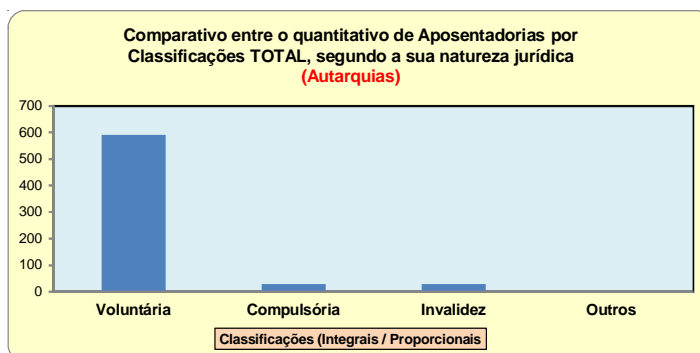 Comparativo entre o quantitativo de Aposentadorias por
Classificações TOTAL, segundo a sua natureza jurídica
(Autarquias)
700
600
500
400
300
200
100
0
Voluntária Compulsória Invalidez Outros
Classificações (Integrais / Proporcionais